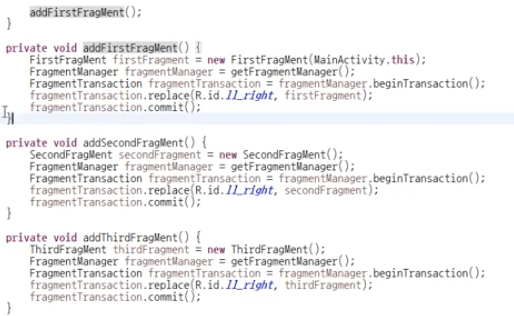 addFirstFragMent();
}
private void addFirstFragMent() {
FirstFragMent firstFragment = new FirstFragMent(MainActivity.this);
FragmentManager fragmentManager = getFragmentManager();
FragmentTransaction fragmentTransaction = fragmentManager.beginTransaction();
fragmentTransaction.replace(R.id.ll_right, firstFragment);
fragmentTransaction.commit();
}
private void addSecondFragMent() {
SecondFragMent secondFragment = new SecondFragMent();
FragmentManager fragmentManager = getFragmentManager();
FragmentTransaction fragmentTransaction = fragmentManager.beginTransaction();
fragmentTransaction.replace(R.id.ll_right, secondFragment);
fragmentTransaction.commit();
}
private void addThirdFragMent() {
ThirdFragMent thirdFragment = new ThirdFragMent();
FragmentManager fragmentManager = getFragmentManager();
FragmentTransaction fragmentTransaction = fragmentManager.beginTransaction();
fragmentTransaction.replace(R.id.ll_right, thirdFragment);
fragmentTransaction.commit();
}